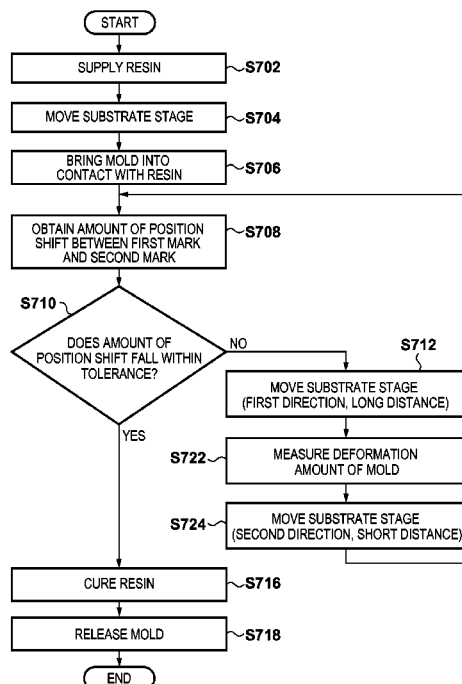 START
SUPPLY RESIN
S702
MOVE SUBSTRATE STAGE
S704
BRING MOLD INTO
CONTACT WITH RESIN
S706
OBTAIN AMOUNT OF POSITION
SHIFT BETWEEN FIRST MARK
AND SECOND MARK
S708
S710
DOES AMOUNT OF
POSITION SHIFT FALL WITHIN
TOLERANCE?
NO
S712
MOVE SUBSTRATE STAGE
(FIRST DIRECTION, LONG DISTANCE)
YES
S722
MEASURE DEFORMATION
AMOUNT OF MOLD
S724
MOVE SUBSTRATE STAGE
(SECOND DIRECTION, SHORT DISTANCE)
CURE RESIN
S716
RELEASE MOLD
S718
END